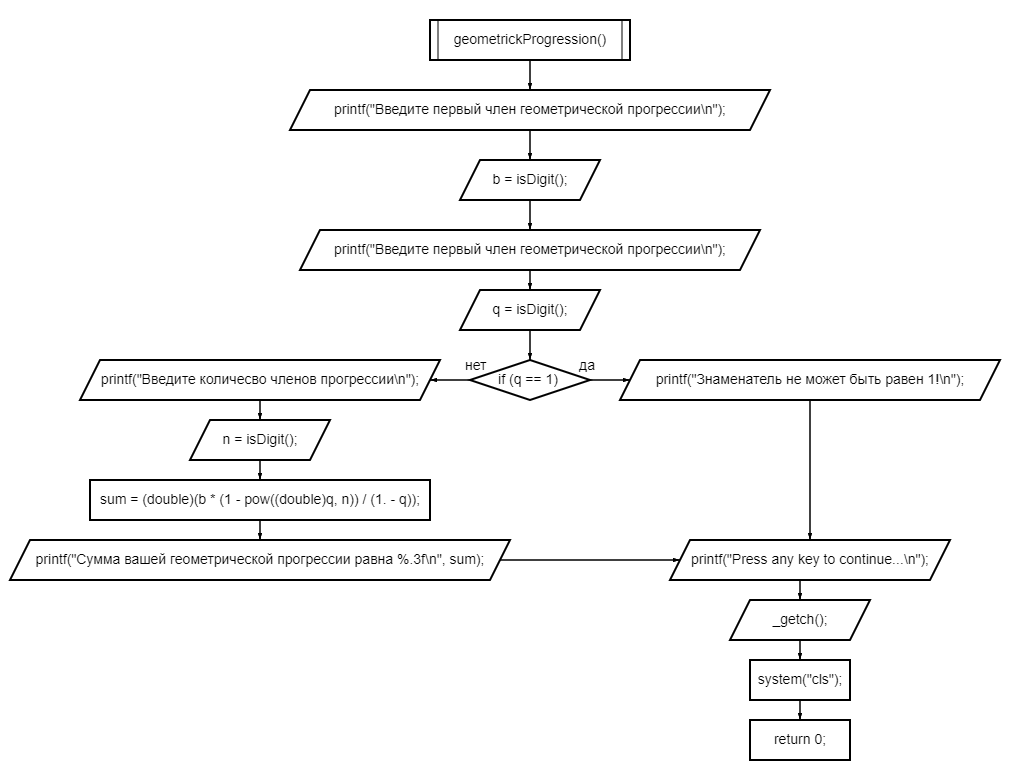 geometrickProgression()
printf("Введите первый член геометрической прогрессии\n");
b = isDigit();
printf("Введите первый член геометрической прогрессии\n");
q = isDigit();
нет
да
printf("Введите количесво членов прогрессии\n");
if (q == 1)
printf("Знаменатель не может быть равен 1!\n");
n = isDigit();
sum = (double)(b * (1 - pow((double)q, n)) / (1. - q));
printf("Сумма вашей геометрической прогрессии равна %.3f\n", sum);
printf("Press any key to continue...\n");
_getch();
system("cls");
return 0;